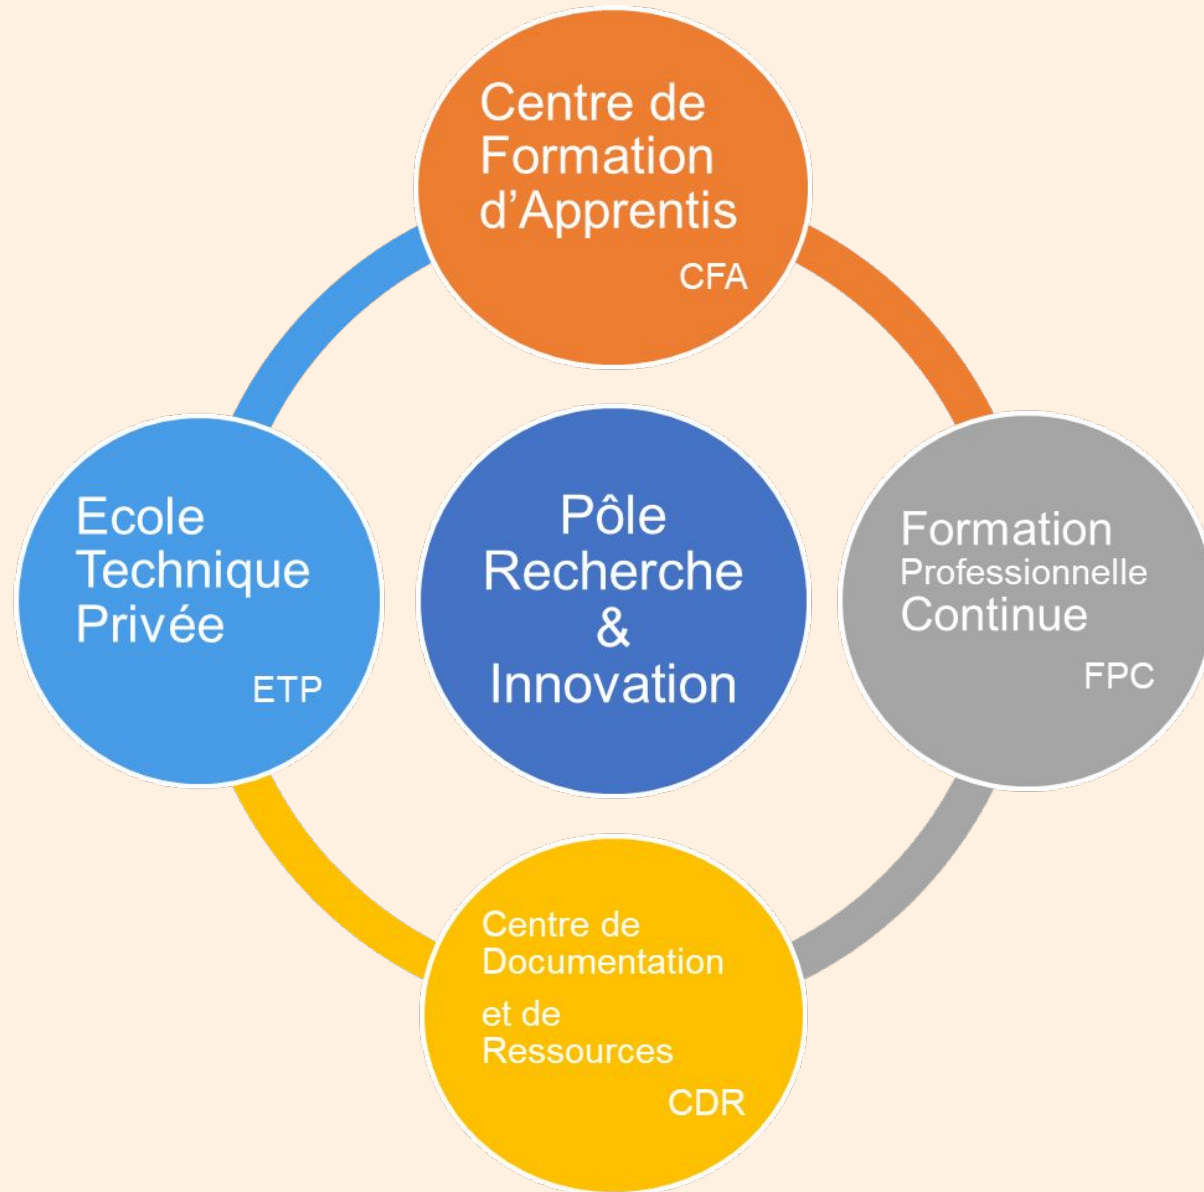 Centre de
Formation
d’Apprentis
CFA
Ecole
Technique
Privée
ETP
Pôle
Recherche
&
Innovation
Formation
Professionnelle
Continue
FPC
Centre de
Documentation
et de
Ressources
CDR